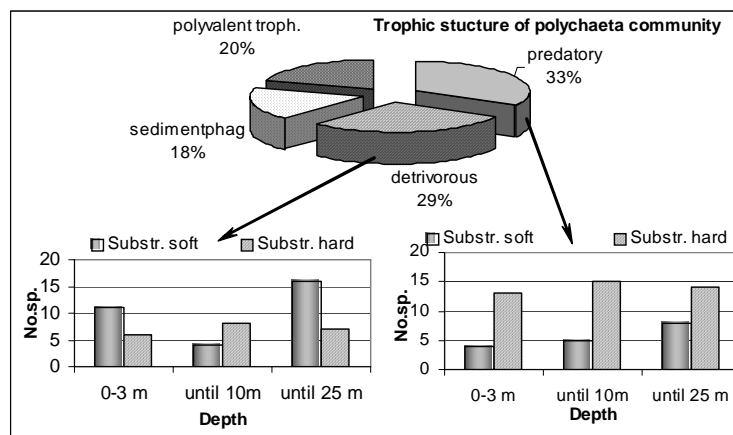 Trophic stucture of polychaeta community
polyvalent troph.
20%
predatory
33%
sedimentphag
18%
detrivorous
29%
Substr. soft
Substr. hard
No.sp.
20
15
10
5
0
0-3 m
until 10m
until 25 m
Depth
Substr. soft
Substr. hard
No.sp.
20
15
10
5
0
0-3 m
until 10m
until 25 m
Depth